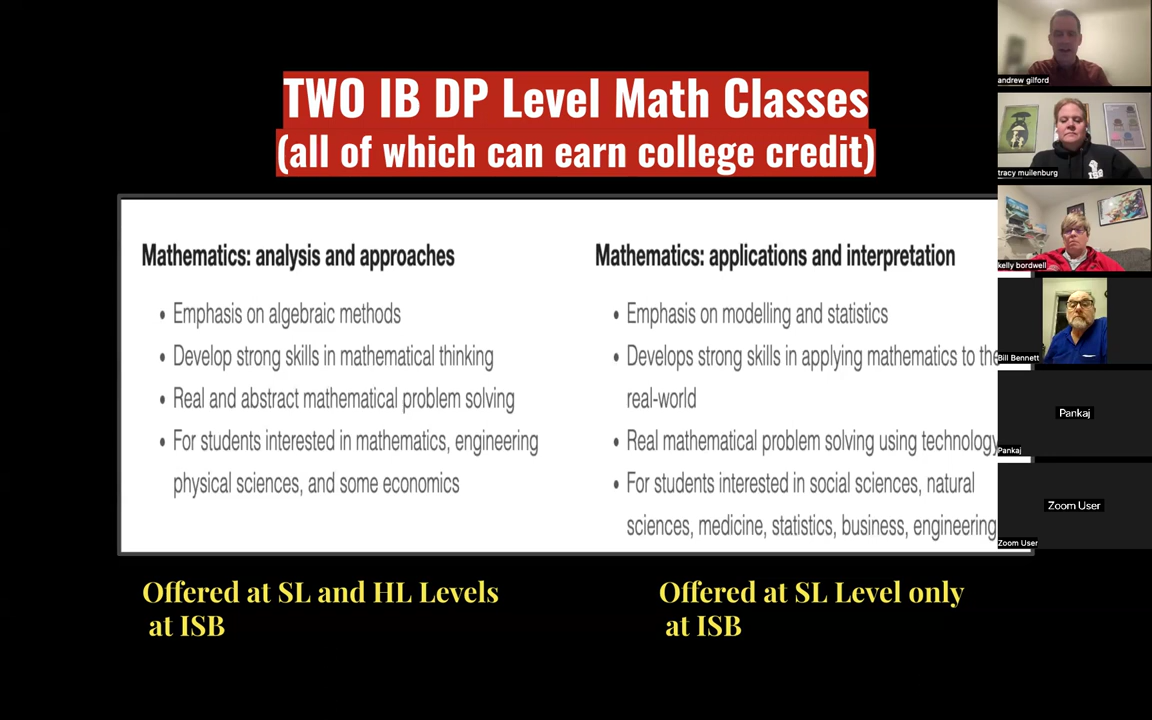 TWO IB DP Level Math Classes
(all of which can earn college credit)
Mathematics: analysis and approaches
• Emphasis on algebraic methods
• Develop strong skills in mathematical thinking
• Real and abstract mathematical problem solving
• For students interested in mathematics, engineering
physical sciences, and some economics
Mathematics: applications and interpretation
• Emphasis on modelling and statistics
• Develops strong skills in applying mathematics to the
real-world
• Real mathematical problem solving using technology
• For students interested in social sciences, natural
sciences, medicine, statistics, business, engineering
Offered at SL and HL Levels
at ISB
Offered at SL Level only
at ISB
andrew gilford
tracy muilenburg
kelly bordwell
Bill Bennett
Pankaj
Pankaj
Zoom User
Zoom User